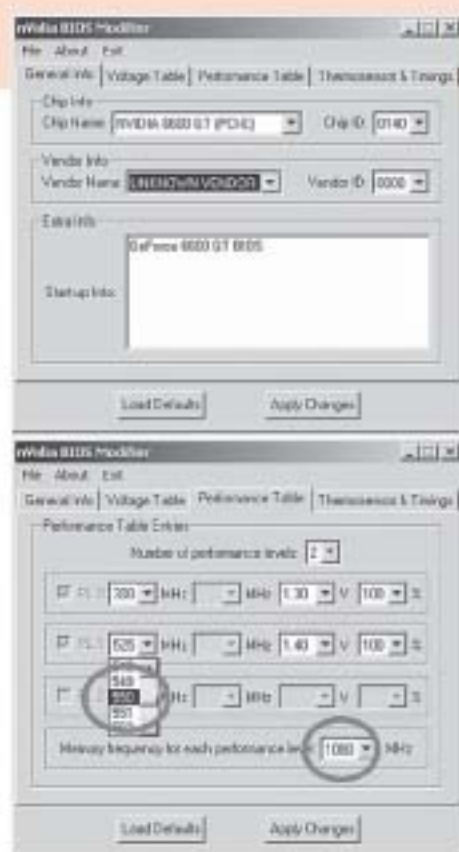 nVidia BIOS Modifier
File About Exit
General Info Voltage Table Performance Table Thermosensor & Timings
Chip Info
Chip Name: NVIDIA 6600 GT (PCI-E) Chip ID: 0140
Vendor Info
Vendor Name: UNKNOWN VENDOR Vendor ID: 0000
Extra Info
GeForce 6600 GT BIOS
Startup Info:
Load Defaults Apply Changes
nVidia BIOS Modifier
File About Exit
General Info Voltage Table Performance Table Thermosensor & Timings
Performance Table Entries
Number of performance levels: 2
300 MHz MHz 1.30 V 100 %
525 MHz MHz 1.40 V 100 %
549
550 MHz V %
551
Memory frequency for each performance level: 1080 MHz
Load Defaults Apply Changes